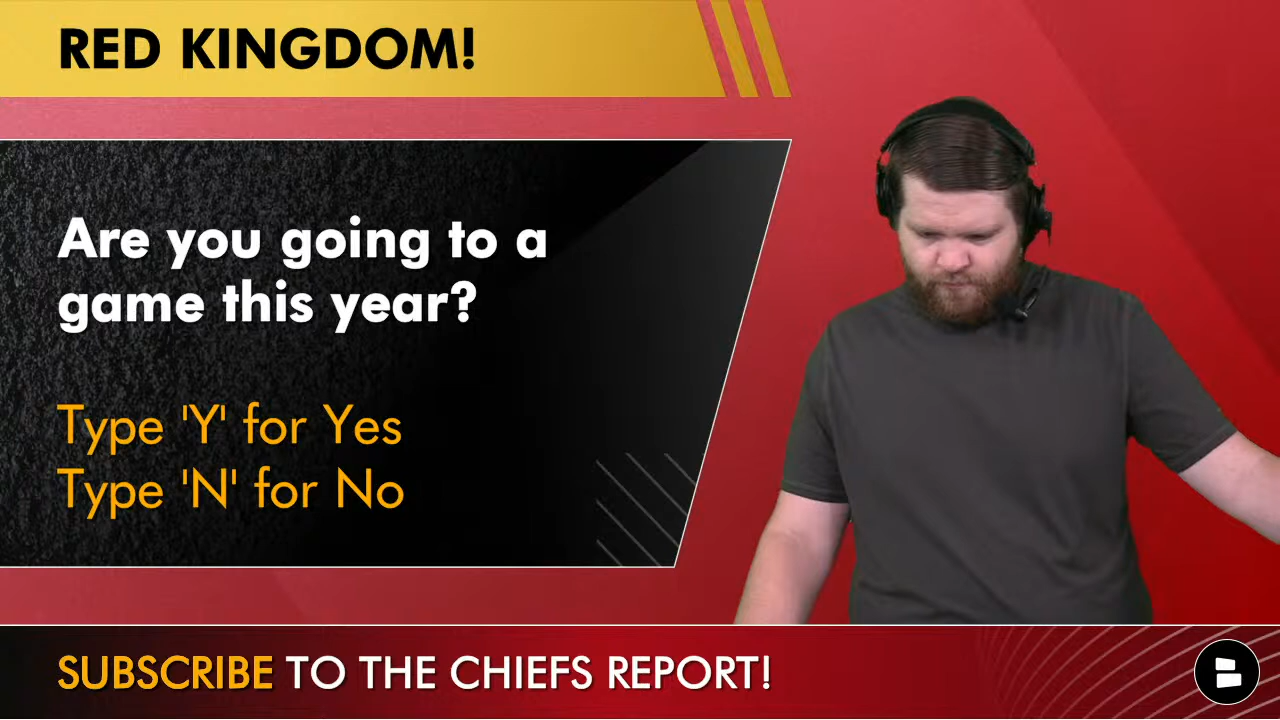 RED KINGDOM!
Are you going to a
game this year?
Type 'Y' for Yes
Type 'N' for No
SUBSCRIBE TO THE CHIEFS REPORT!